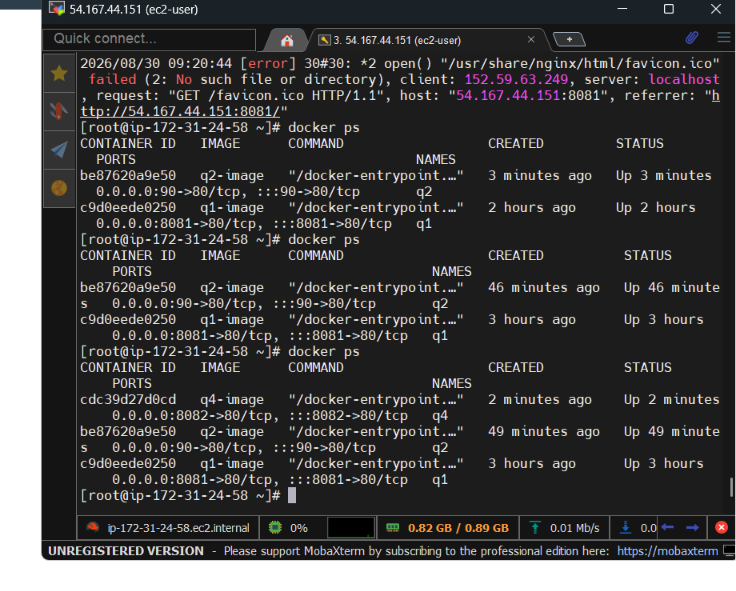 54.167.44.151 (ec2-user)
Quick connect...
3. 54.167.44.151 (ec2-user)
2026/08/30 09:20:44 [error] 30#30: *2 open() "/usr/share/nginx/html/favicon.ico"
failed (2: No such file or directory), client: 152.59.63.249, server: localhost
, request: "GET /favicon.ico HTTP/1.1", host: "54.167.44.151:8081", referrer: "h
ttp://54.167.44.151:8081/"
[root@ip-172-31-24-58 ~]# docker ps
CONTAINER ID   IMAGE      COMMAND                  CREATED         STATUS
  PORTS                                   NAMES
be87620a9e50   q2-image   "/docker-entrypoint.…"   3 minutes ago   Up 3 minutes
  0.0.0.0:90->80/tcp, :::90->80/tcp       q2
c9d0eede0250   q1-image   "/docker-entrypoint.…"   2 hours ago     Up 2 hours
  0.0.0.0:8081->80/tcp, :::8081->80/tcp   q1
[root@ip-172-31-24-58 ~]# docker ps
CONTAINER ID   IMAGE      COMMAND                  CREATED          STATUS
    PORTS                                   NAMES
be87620a9e50   q2-image   "/docker-entrypoint.…"   46 minutes ago   Up 46 minute
s   0.0.0.0:90->80/tcp, :::90->80/tcp       q2
c9d0eede0250   q1-image   "/docker-entrypoint.…"   3 hours ago      Up 3 hours
    0.0.0.0:8081->80/tcp, :::8081->80/tcp   q1
[root@ip-172-31-24-58 ~]# docker ps
CONTAINER ID   IMAGE      COMMAND                  CREATED          STATUS
    PORTS                                   NAMES
cdc39d27d0cd   q4-image   "/docker-entrypoint.…"   2 minutes ago    Up 2 minutes
    0.0.0.0:8082->80/tcp, :::8082->80/tcp   q4
be87620a9e50   q2-image   "/docker-entrypoint.…"   49 minutes ago   Up 49 minute
s   0.0.0.0:90->80/tcp, :::90->80/tcp       q2
c9d0eede0250   q1-image   "/docker-entrypoint.…"   3 hours ago      Up 3 hours
    0.0.0.0:8081->80/tcp, :::8081->80/tcp   q1
[root@ip-172-31-24-58 ~]#
ip-172-31-24-58.ec2.internal 0% 0.82 GB / 0.89 GB 0.01 Mb/s 0.0
UNREGISTERED VERSION - Please support MobaXterm by subscribing to the professional edition here: https://mobaxterm